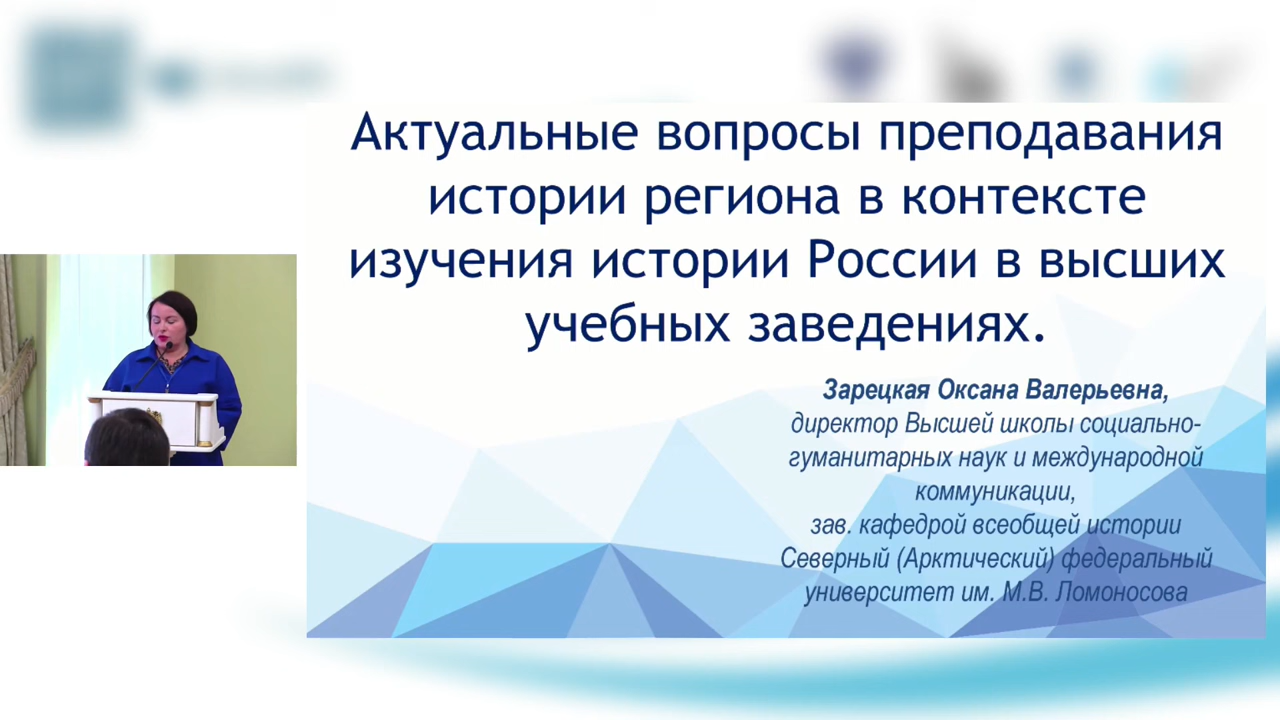 Актуальные вопросы преподавания
истории региона в контексте
изучения истории России в высших
учебных заведениях.
Зарецкая Оксана Валерьевна,
директор Высшей школы социально-
гуманитарных наук и международной
коммуникации,
зав. кафедрой всеобщей истории
Северный (Арктический) федеральный
университет им. М.В. Ломоносова